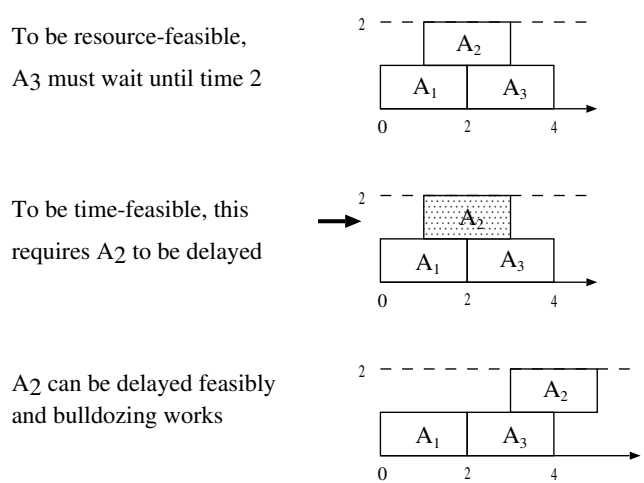 To be resource-feasible,
A3 must wait until time 2
2
A2
A1
A3
0
2
4
To be time-feasible, this
requires A2 to be delayed
2
A2
A1
A3
0
2
4
A2 can be delayed feasibly
and bulldozing works
2
A2
A1
A3
0
2
4